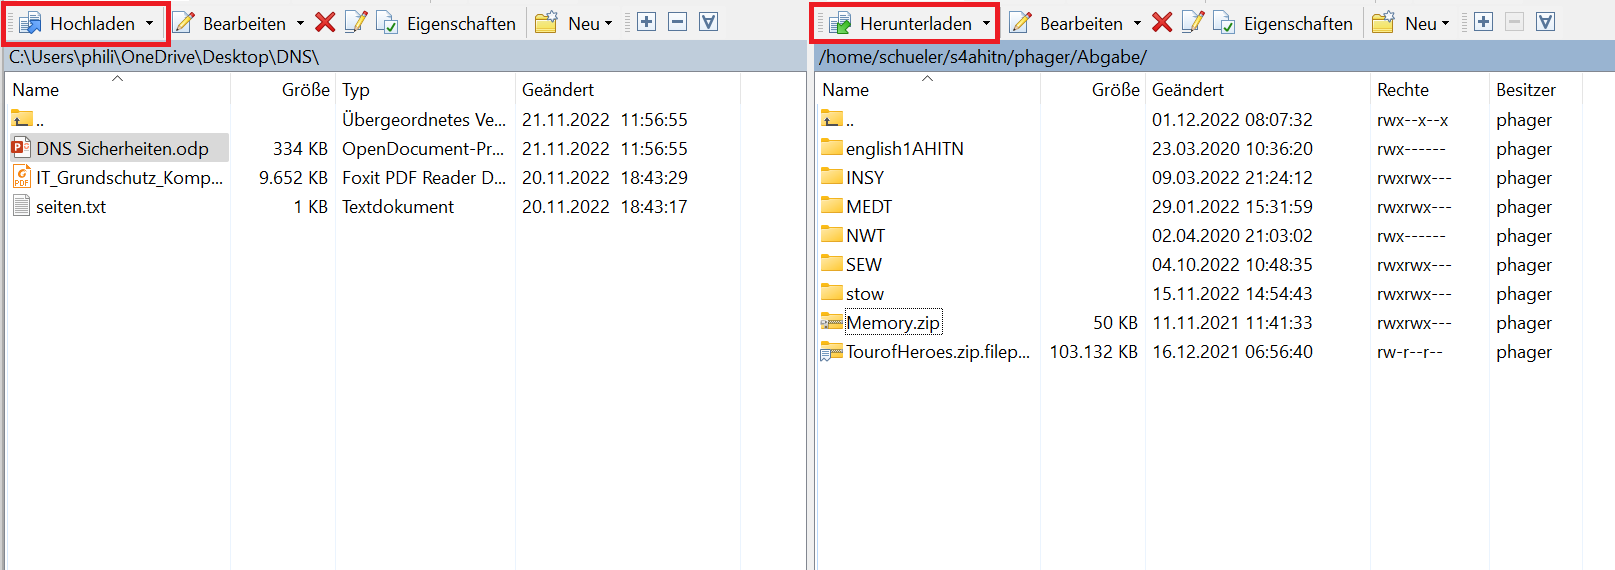 Hochladen Bearbeiten Eigenschaften Neu
C:\Users\phili\OneDrive\Desktop\DNS\
Name Größe Typ Geändert
.. Übergeordnetes Ve... 21.11.2022 11:56:55
DNS Sicherheiten.odp 334 KB OpenDocument-Pr... 21.11.2022 11:56:55
IT_Grundschutz_Komp... 9.652 KB Foxit PDF Reader D... 20.11.2022 18:43:29
seiten.txt 1 KB Textdokument 20.11.2022 18:43:17
Herunterladen Bearbeiten Eigenschaften Neu
/home/schueler/s4ahitn/phager/Abgabe/
Name Größe Geändert Rechte Besitzer
.. 01.12.2022 08:07:32 rwx--x--x phager
english1AHITN 23.03.2020 10:36:20 rwx------ phager
INSY 09.03.2022 21:24:12 rwxrwx--- phager
MEDT 29.01.2022 15:31:59 rwxrwx--- phager
NWT 02.04.2020 21:03:02 rwx------ phager
SEW 04.10.2022 10:48:35 rwxrwx--- phager
stow 15.11.2022 14:54:43 rwxrwx--- phager
Memory.zip 50 KB 11.11.2021 11:41:33 rwxrwx--- phager
TourofHeroes.zip.filep... 103.132 KB 16.12.2021 06:56:40 rw-r--r-- phager